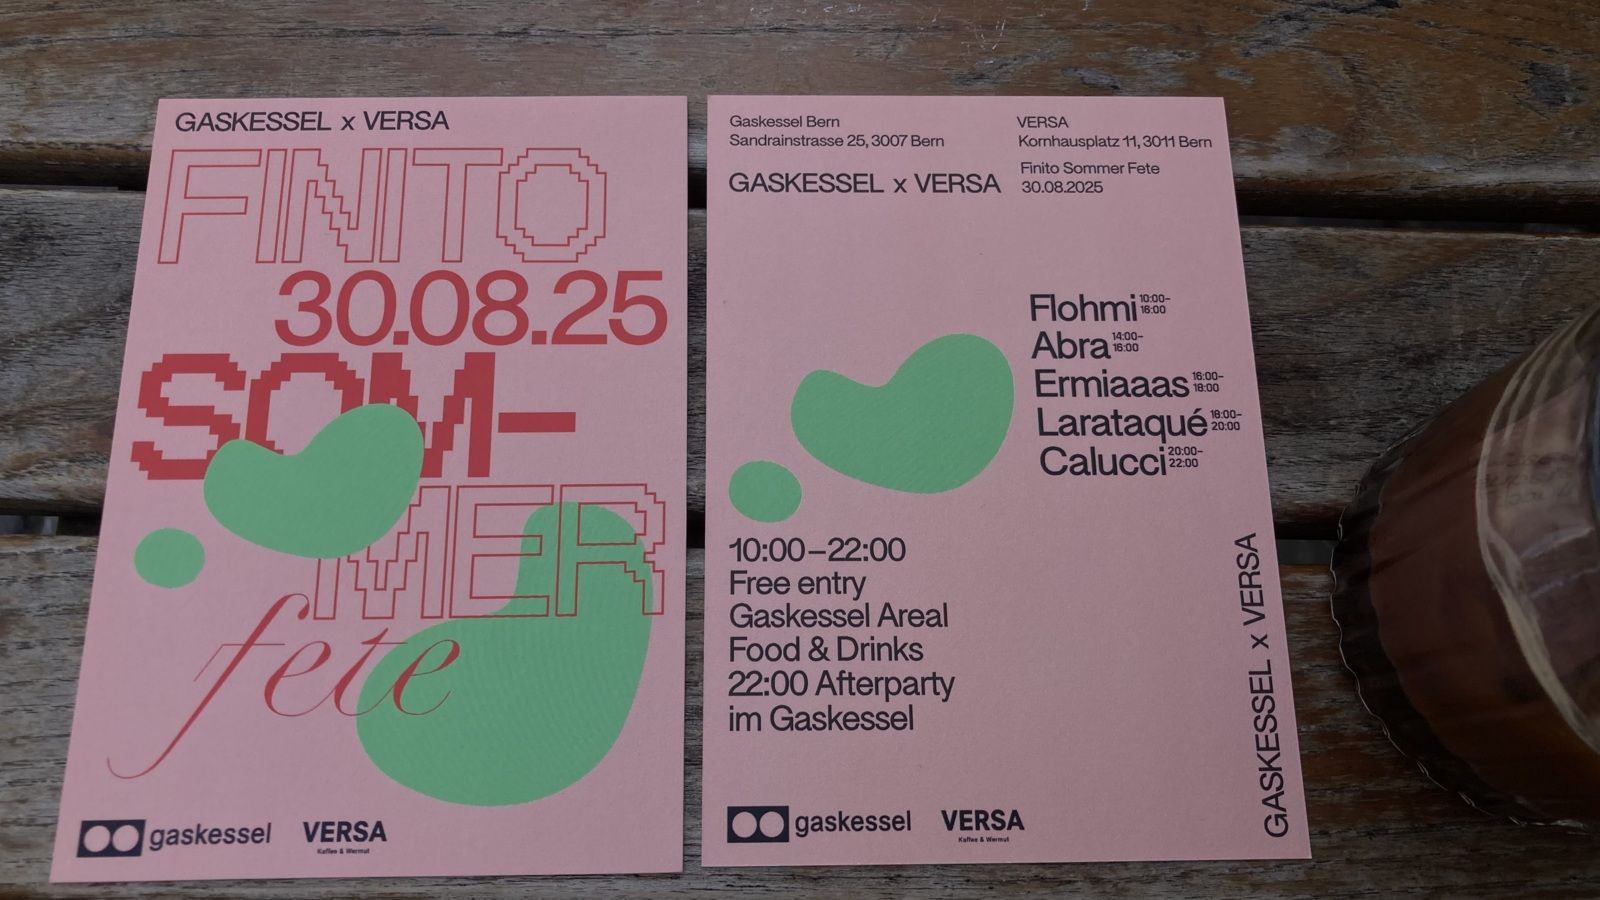 GASKESSEL x VERSA
FINITO
30.08.25
SOM-
MER
fete
gaskessel
VERSA
Kaffee & Wermut
Gaskessel Bern
Sandrainstrasse 25, 3007 Bern
VERSA
Kornhausplatz 11, 3011 Bern
GASKESSEL x VERSA
Finito Sommer Fete
30.08.2025
Flohmi 10:00–
16:00
Abra 14:00–
16:00
Ermiaaas 16:00–
18:00
Larataqué 18:00–
20:00
Calucci 20:00–
22:00
10:00–22:00
Free entry
Gaskessel Areal
Food & Drinks
22:00 Afterparty
im Gaskessel
GASKESSEL x VERSA
gaskessel
VERSA
Kaffee & Wermut